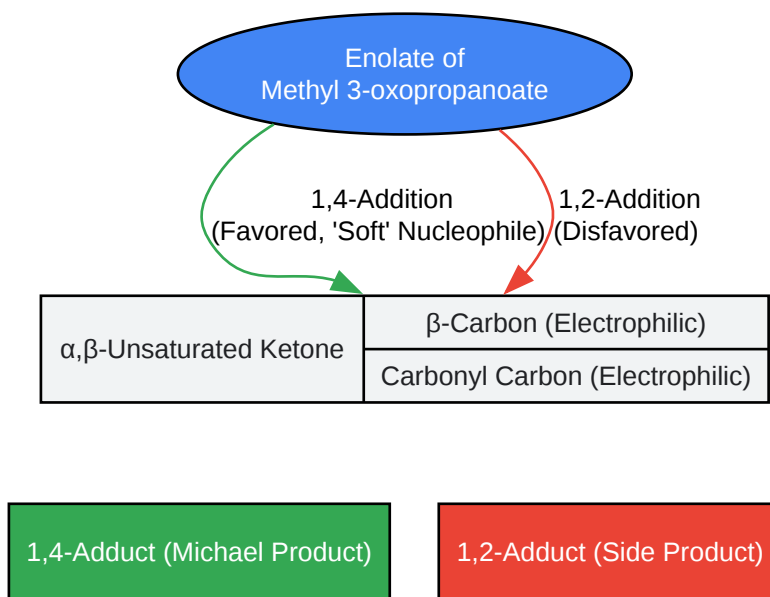 Enolate of
Methyl 3-oxopropanoate
1,4-Addition
(Favored, 'Soft' Nucleophile)
1,2-Addition
(Disfavored)
α,β-Unsaturated Ketone
β-Carbon (Electrophilic)
Carbonyl Carbon (Electrophilic)
1,4-Adduct (Michael Product)
1,2-Adduct (Side Product)